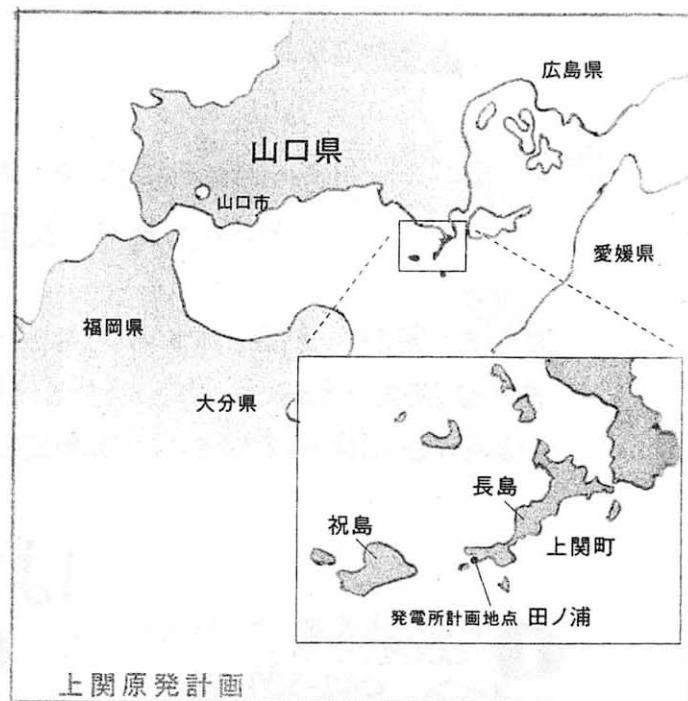 広島県
山口県
山口市
愛媛県
福岡県
大分県
長島
祝島
上関町
発電所計画地点 田ノ浦
上関原発計画